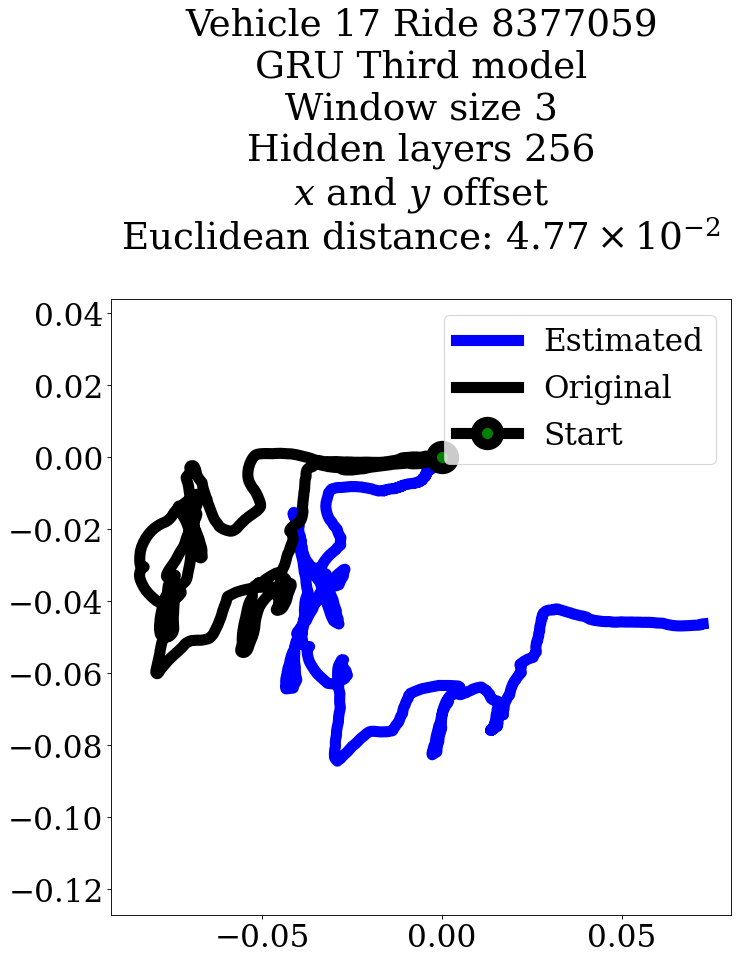 Vehicle 17 Ride 8377059
GRU Third model
Window size 3
Hidden layers 256
x and y offset
Euclidean distance: 4.77 × 10⁻²
Estimated
Original
Start
0.04
0.02
0.00
−0.02
−0.04
−0.06
−0.08
−0.10
−0.12
−0.05 0.00 0.05